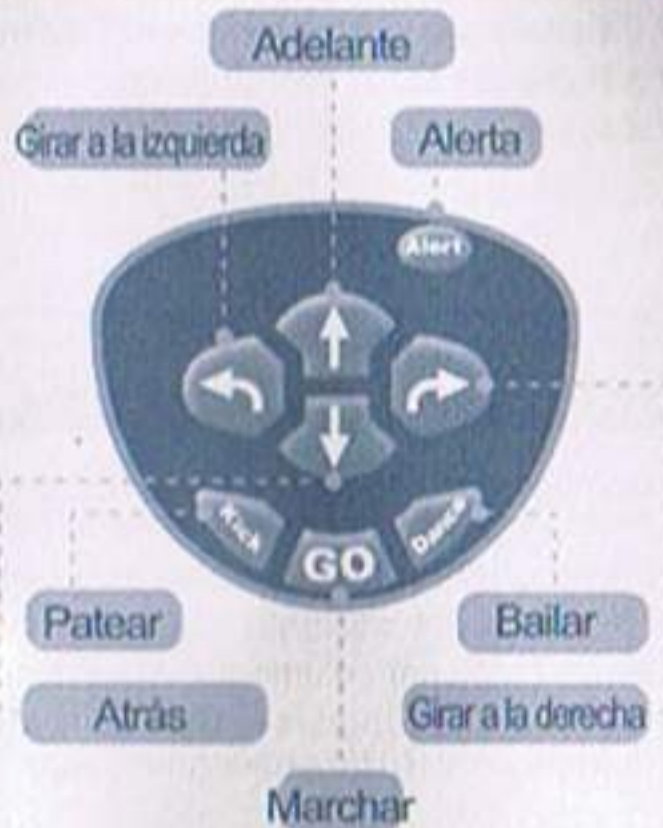 Adelante
Girar a la izquierda
Alerta
Alert
Kick
GO
Dance
Patear
Bailar
Atrás
Girar a la derecha
Marchar